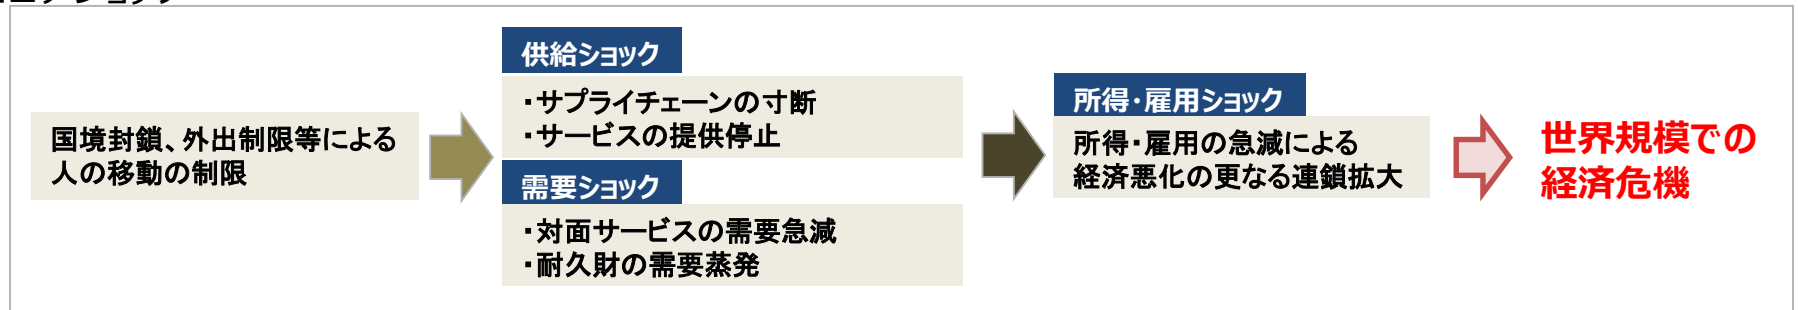 国境封鎖、外出制限等による
人の移動の制限
供給ショック
・サプライチェーンの寸断
・サービスの提供停止
需要ショック
・対面サービスの需要急減
・耐久財の需要蒸発
所得・雇用ショック
所得・雇用の急減による
経済悪化の更なる連鎖拡大
世界規模での
経済危機